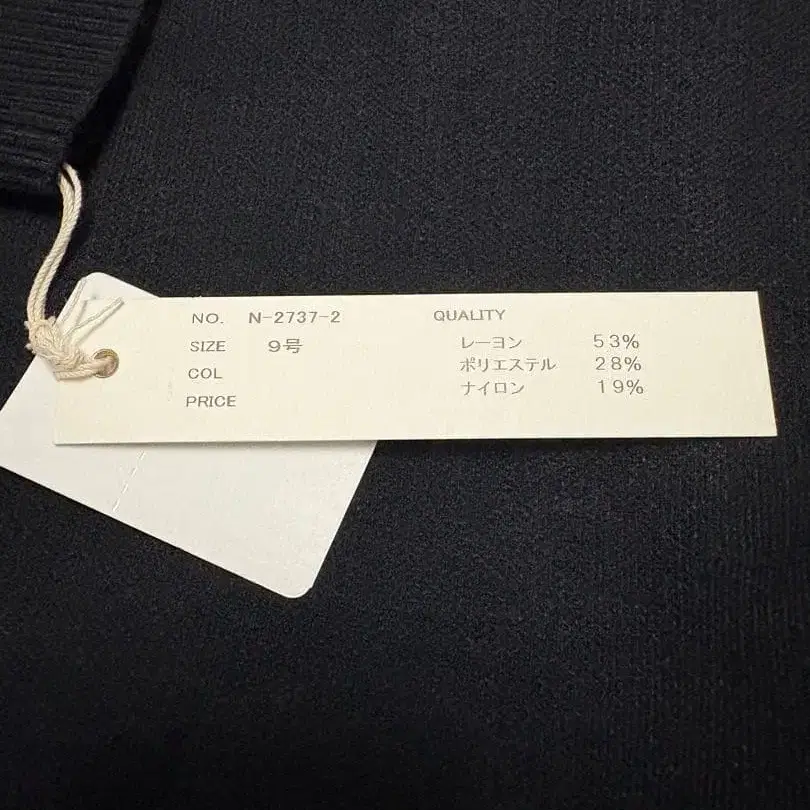 NO. N-2737-2
SIZE 9号
COL
PRICE
QUALITY
レーヨン 53%
ポリエステル 28%
ナイロン 19%